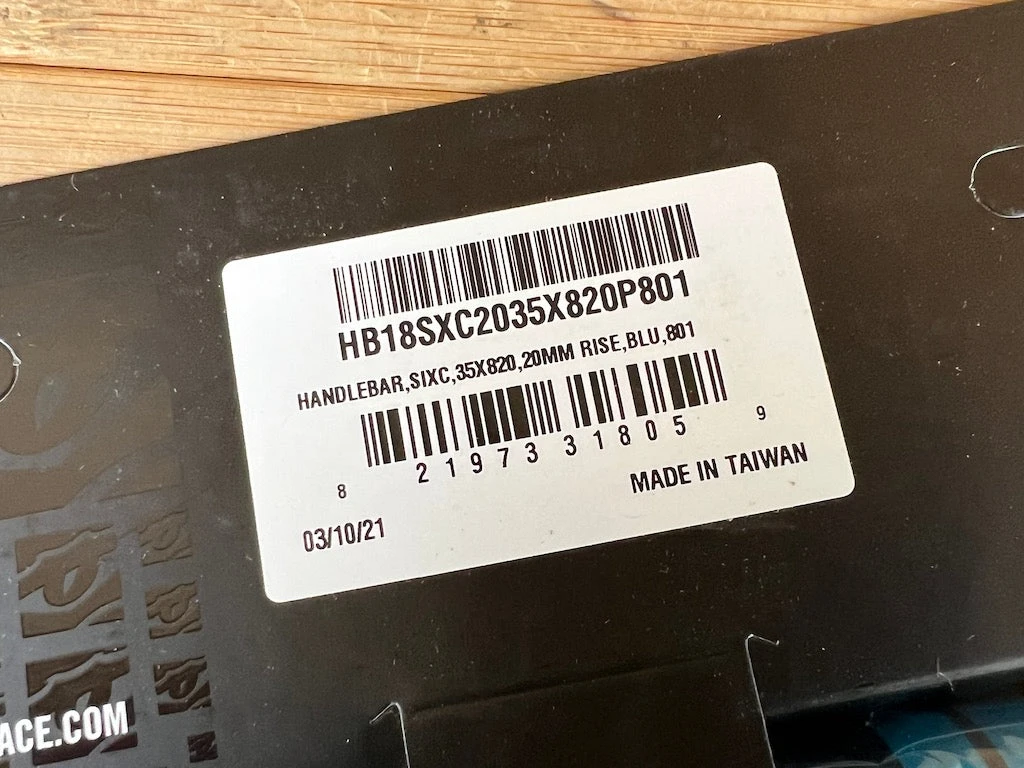 HB18SXC2035X820P801
HANDLEBAR,SIXC,35X820,20MM RISE,BLU,801
8 21973 31805 9
MADE IN TAIWAN
03/10/21
ACE.COM